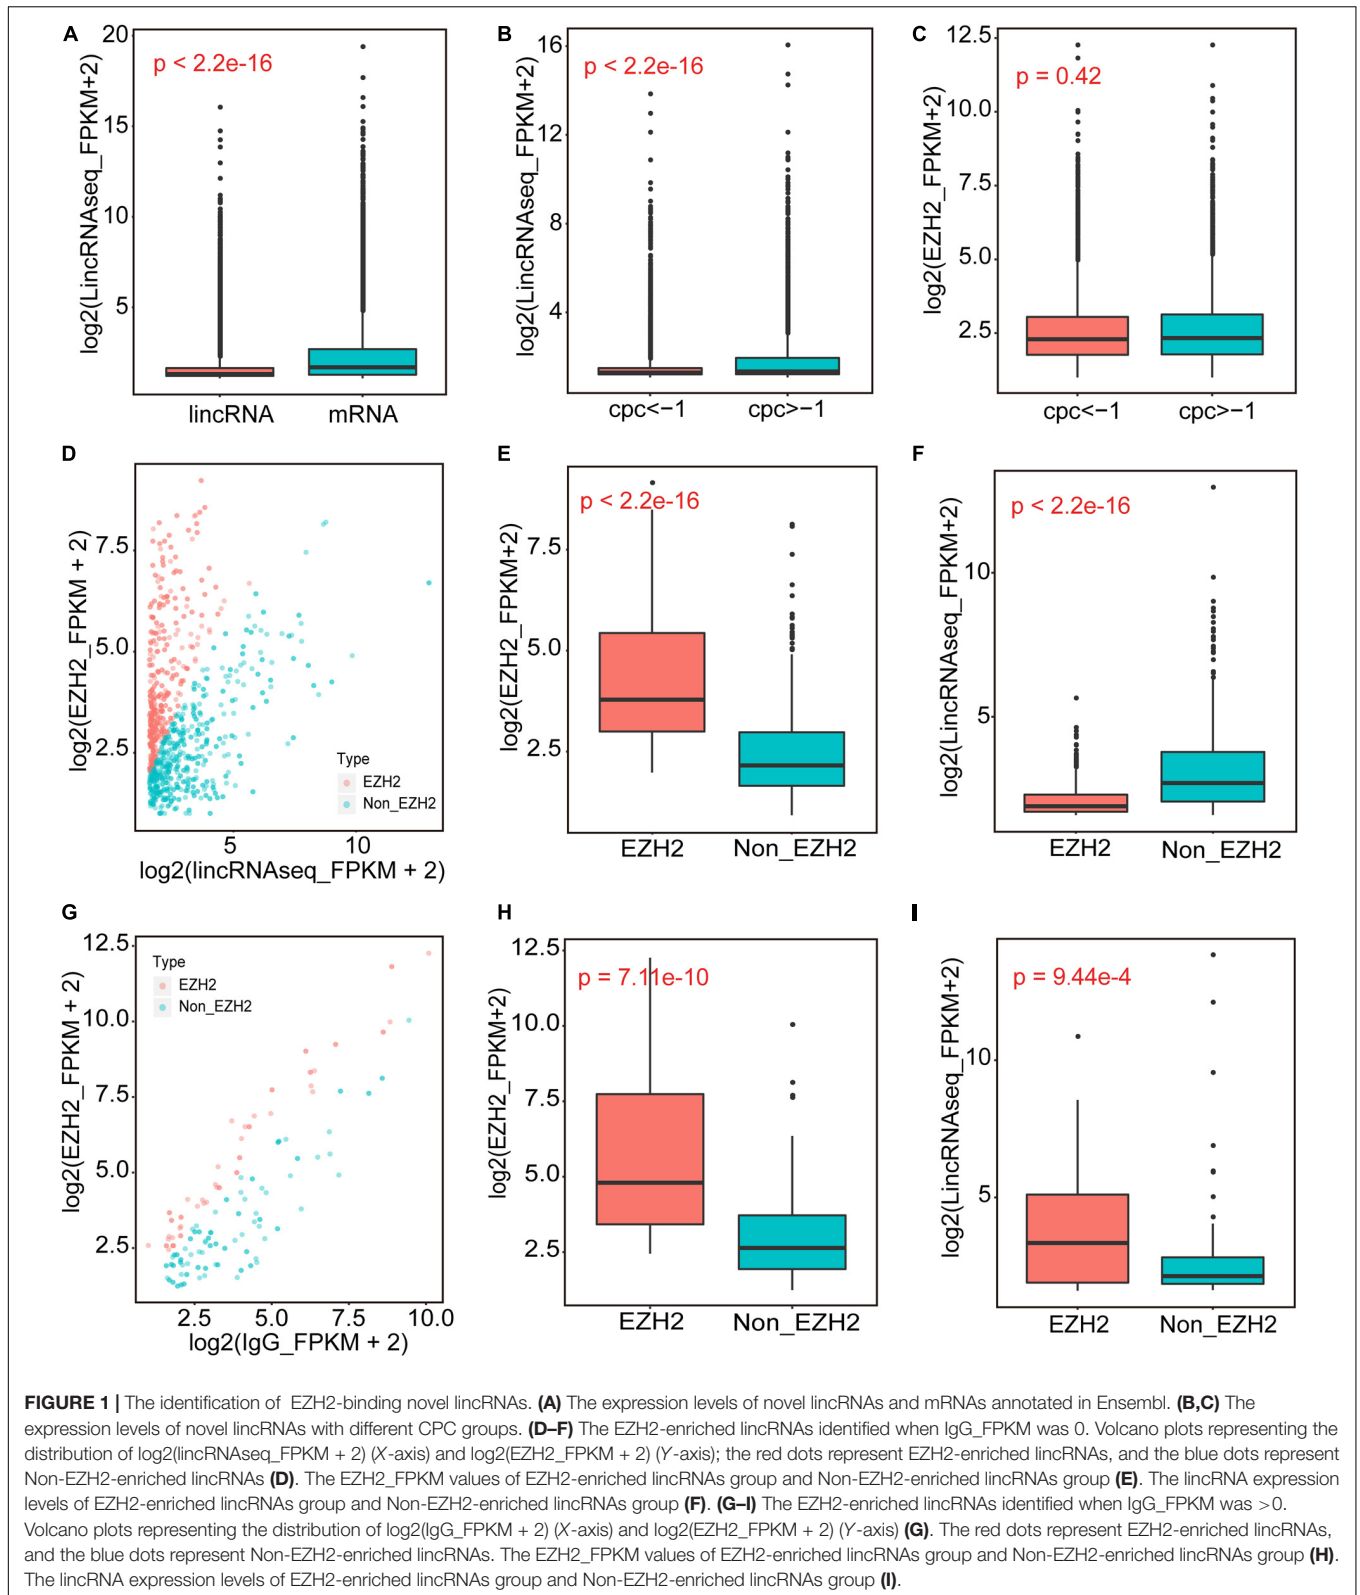 A
20
15
10
5
log2(LincRNAseq_FPKM+2)
p < 2.2e-16
lincRNA
mRNA
B
16
12
8
4
log2(LincRNAseq_FPKM+2)
p < 2.2e-16
cpc<−1
cpc>−1
C
12.5
10.0
7.5
5.0
2.5
log2(EZH2_FPKM+2)
p = 0.42
cpc<−1
cpc>−1
D
7.5
5.0
2.5
log2(EZH2_FPKM + 2)
Type
EZH2
Non_EZH2
5
10
log2(lincRNAseq_FPKM + 2)
E
7.5
5.0
2.5
log2(EZH2_FPKM+2)
p < 2.2e-16
EZH2
Non_EZH2
F
10
5
log2(LincRNAseq_FPKM+2)
p < 2.2e-16
EZH2
Non_EZH2
G
12.5
10.0
7.5
5.0
2.5
log2(EZH2_FPKM + 2)
Type
EZH2
Non_EZH2
2.5
5.0
7.5
10.0
log2(IgG_FPKM + 2)
H
12.5
10.0
7.5
5.0
2.5
log2(EZH2_FPKM+2)
p = 7.11e-10
EZH2
Non_EZH2
I
10
5
log2(LincRNAseq_FPKM+2)
p = 9.44e-4
EZH2
Non_EZH2
FIGURE 1 | The identification of EZH2-binding novel lincRNAs. (A) The expression levels of novel lincRNAs and mRNAs annotated in Ensembl. (B,C) The
expression levels of novel lincRNAs with different CPC groups. (D–F) The EZH2-enriched lincRNAs identified when IgG_FPKM was 0. Volcano plots representing the
distribution of log2(lincRNAseq_FPKM + 2) (X-axis) and log2(EZH2_FPKM + 2) (Y-axis); the red dots represent EZH2-enriched lincRNAs, and the blue dots represent
Non-EZH2-enriched lincRNAs (D). The EZH2_FPKM values of EZH2-enriched lincRNAs group and Non-EZH2-enriched lincRNAs group (E). The lincRNA expression
levels of EZH2-enriched lincRNAs group and Non-EZH2-enriched lincRNAs group (F). (G–I) The EZH2-enriched lincRNAs identified when IgG_FPKM was >0.
Volcano plots representing the distribution of log2(IgG_FPKM + 2) (X-axis) and log2(EZH2_FPKM + 2) (Y-axis) (G). The red dots represent EZH2-enriched lincRNAs,
and the blue dots represent Non-EZH2-enriched lincRNAs. The EZH2_FPKM values of EZH2-enriched lincRNAs group and Non-EZH2-enriched lincRNAs group (H).
The lincRNA expression levels of EZH2-enriched lincRNAs group and Non-EZH2-enriched lincRNAs group (I).